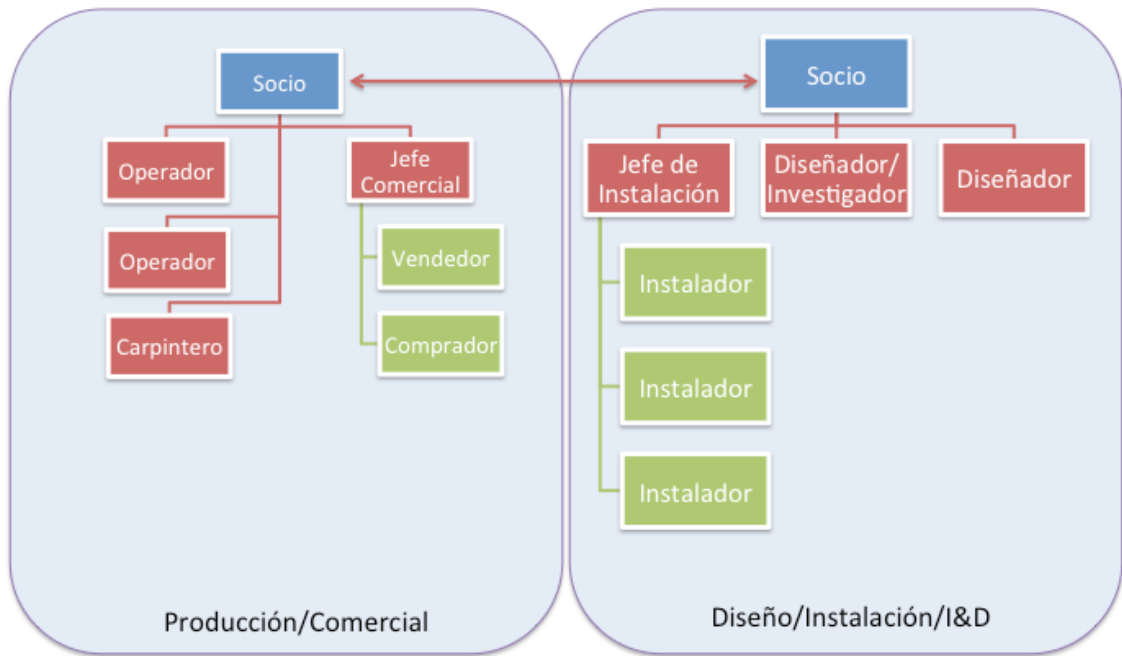 Socio
Operador
Jefe
Comercial
Operador
Vendedor
Carpintero
Comprador
Producción/Comercial
Socio
Jefe de
Instalación
Diseñador/
Investigador
Diseñador
Instalador
Instalador
Instalador
Diseño/Instalación/I&D